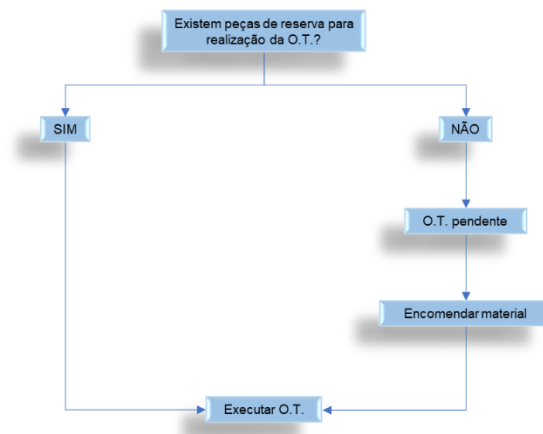 Existem peças de reserva para
realização da O.T.?
SIM
NÃO
O.T. pendente
Encomendar material
Executar O.T.